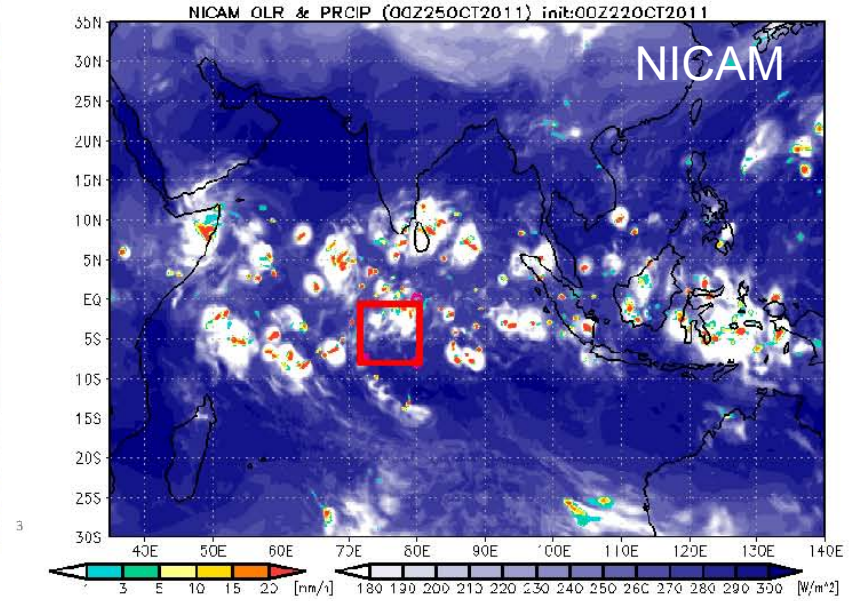 NICAM OLR & PRCIP (00Z25OCT2011) init:00Z22OCT2011
NICAM
35N
30N
25N
20N
15N
10N
5N
EQ
5S
10S
15S
20S
25S
30S
40E 50E 60E 70E 80E 90E 100E 110E 120E 130E 140E
3
1 3 5 10 15 20 [mm/h]
180 190 200 210 220 230 240 250 260 270 280 290 300 [W/m^2]